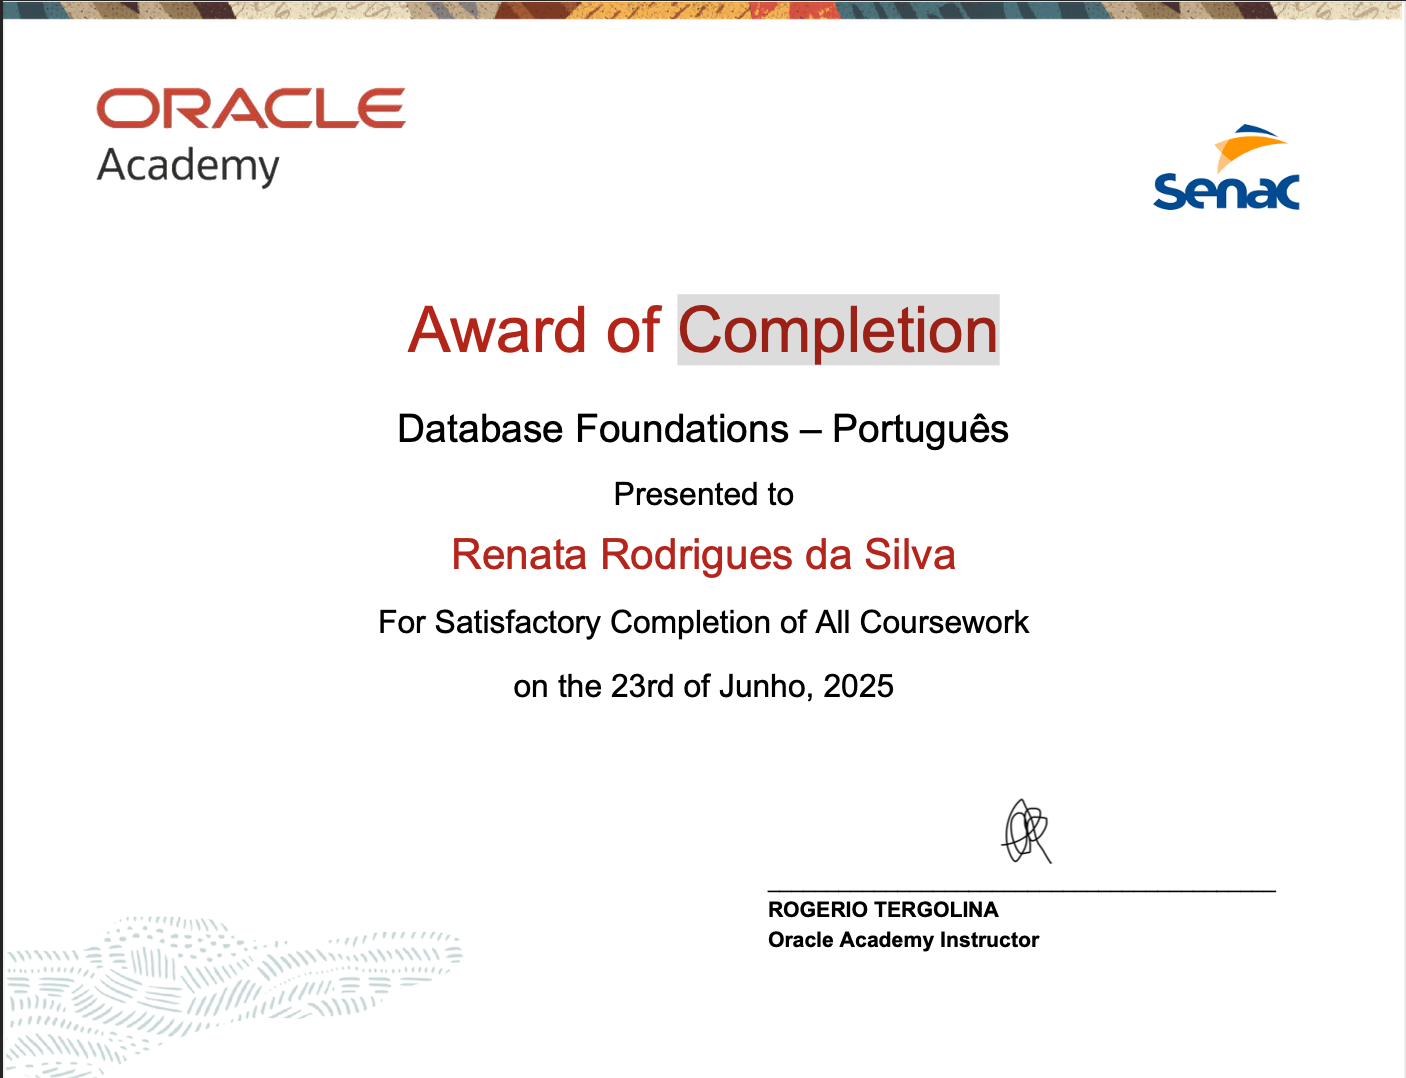 ORACLE
Academy
Senac
Award of Completion
Database Foundations – Português
Presented to
Renata Rodrigues da Silva
For Satisfactory Completion of All Coursework
on the 23rd of Junho, 2025
ROGERIO TERGOLINA
Oracle Academy Instructor